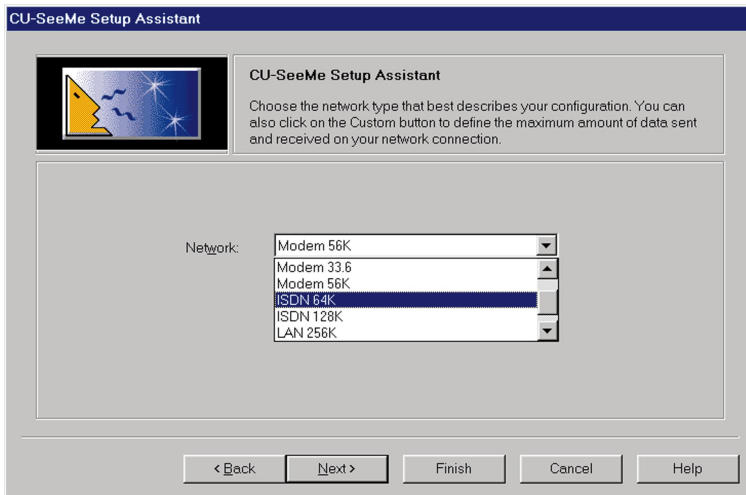 CU-SeeMe Setup Assistant
CU-SeeMe Setup Assistant
Choose the network type that best describes your configuration. You can
also click on the Custom button to define the maximum amount of data sent
and received on your network connection.
Network:
Modem 56K
Modem 33.6
Modem 56K
ISDN 64K
ISDN 128K
LAN 256K
< Back
Next >
Finish
Cancel
Help